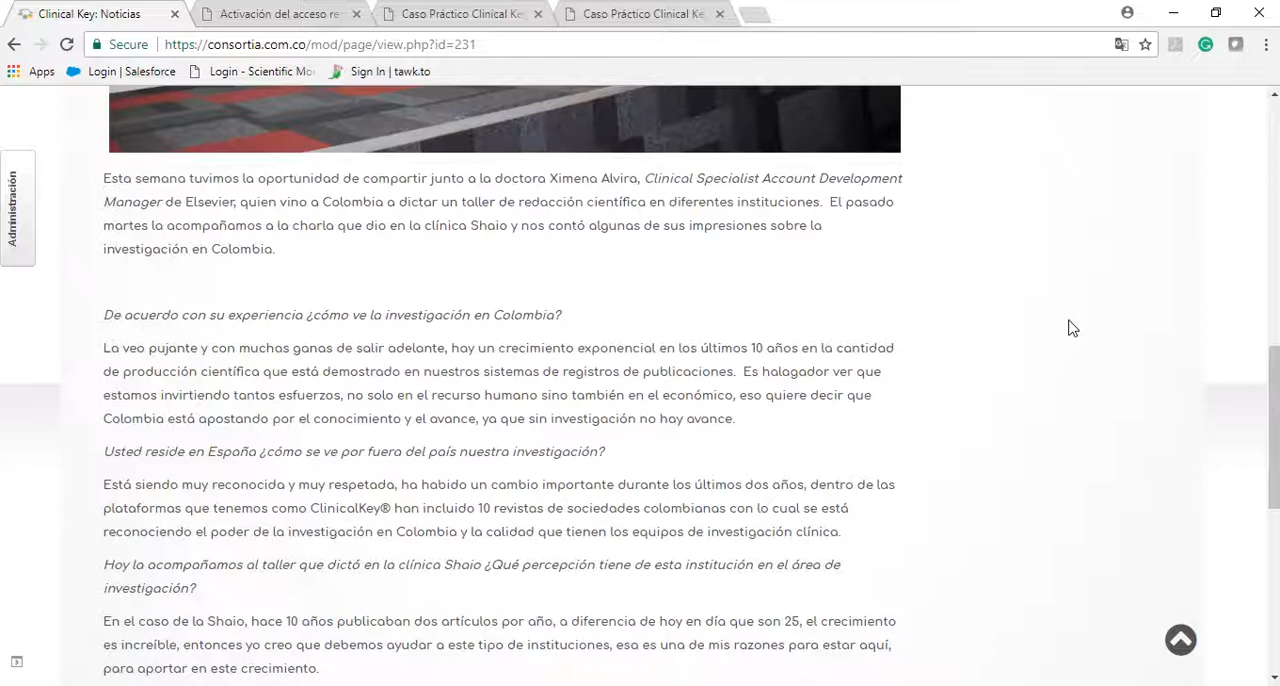 Clinical Key: Noticias
Activación del acceso re
Caso Práctico Clinical Ke
Caso Práctico Clinical Ke
Secure
https://consortia.com.co/mod/page/view.php?id=231
Apps
Login | Salesforce
Login - Scientific Mo
Sign In | tawk.to
Administración
Esta semana tuvimos la oportunidad de compartir junto a la doctora Ximena Alvira, Clinical Specialist Account Development
Manager de Elsevier, quien vino a Colombia a dictar un taller de redacción científica en diferentes instituciones. El pasado
martes la acompañamos a la charla que dio en la clínica Shaio y nos contó algunas de sus impresiones sobre la
investigación en Colombia.
De acuerdo con su experiencia ¿cómo ve la investigación en Colombia?
La veo pujante y con muchas ganas de salir adelante, hay un crecimiento exponencial en los últimos 10 años en la cantidad
de producción científica que está demostrado en nuestros sistemas de registros de publicaciones. Es halagador ver que
estamos invirtiendo tantos esfuerzos, no solo en el recurso humano sino también en el económico, eso quiere decir que
Colombia está apostando por el conocimiento y el avance, ya que sin investigación no hay avance.
Usted reside en España ¿cómo se ve por fuera del país nuestra investigación?
Está siendo muy reconocida y muy respetada, ha habido un cambio importante durante los últimos dos años, dentro de las
plataformas que tenemos como ClinicalKey® han incluido 10 revistas de sociedades colombianas con lo cual se está
reconociendo el poder de la investigación en Colombia y la calidad que tienen los equipos de investigación clínica.
Hoy la acompañamos al taller que dictó en la clínica Shaio ¿Qué percepción tiene de esta institución en el área de
investigación?
En el caso de la Shaio, hace 10 años publicaban dos artículos por año, a diferencia de hoy en día que son 25, el crecimiento
es increíble, entonces yo creo que debemos ayudar a este tipo de instituciones, esa es una de mis razones para estar aquí,
para aportar en este crecimiento.